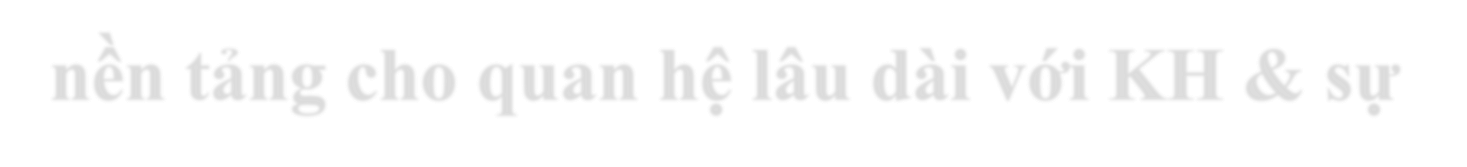 nền tảng cho quan hệ lâu dài với KH & sự